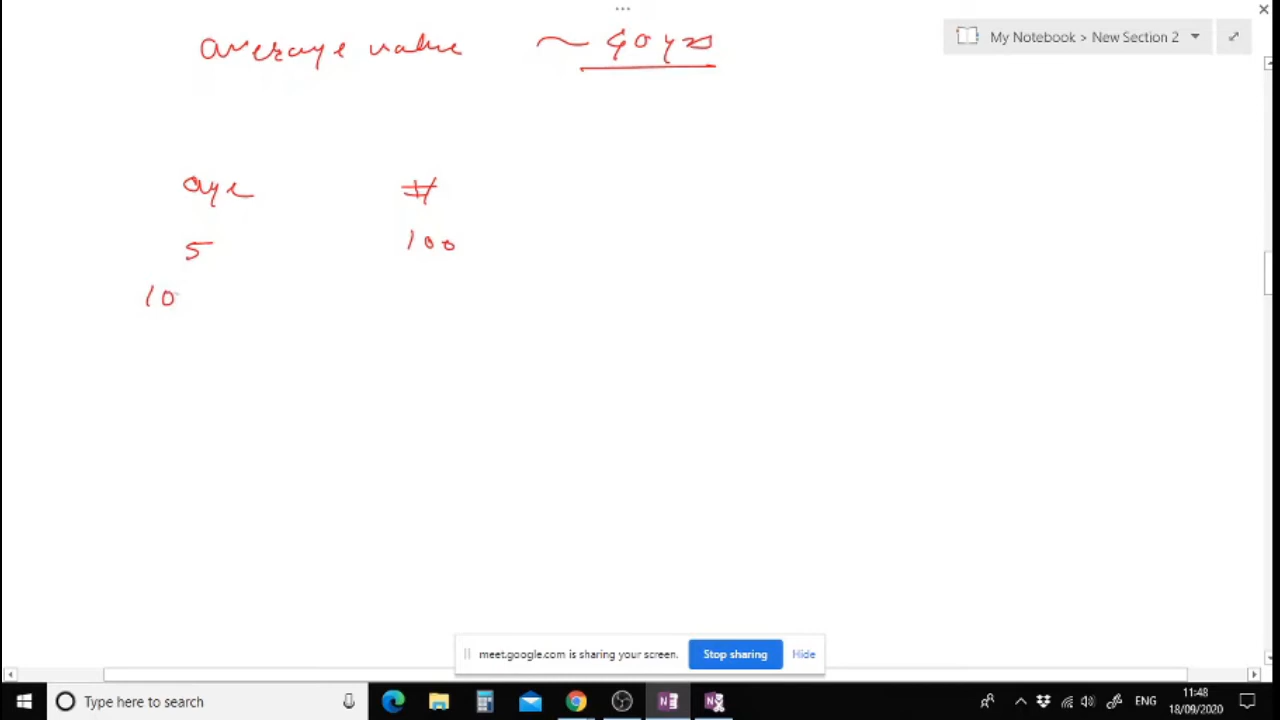 ...
My Notebook > New Section 2
average value ~ 40 yrs
age #
5 100
10
meet.google.com is sharing your screen. Stop sharing Hide
Type here to search
ENG
11:48
18/09/2020